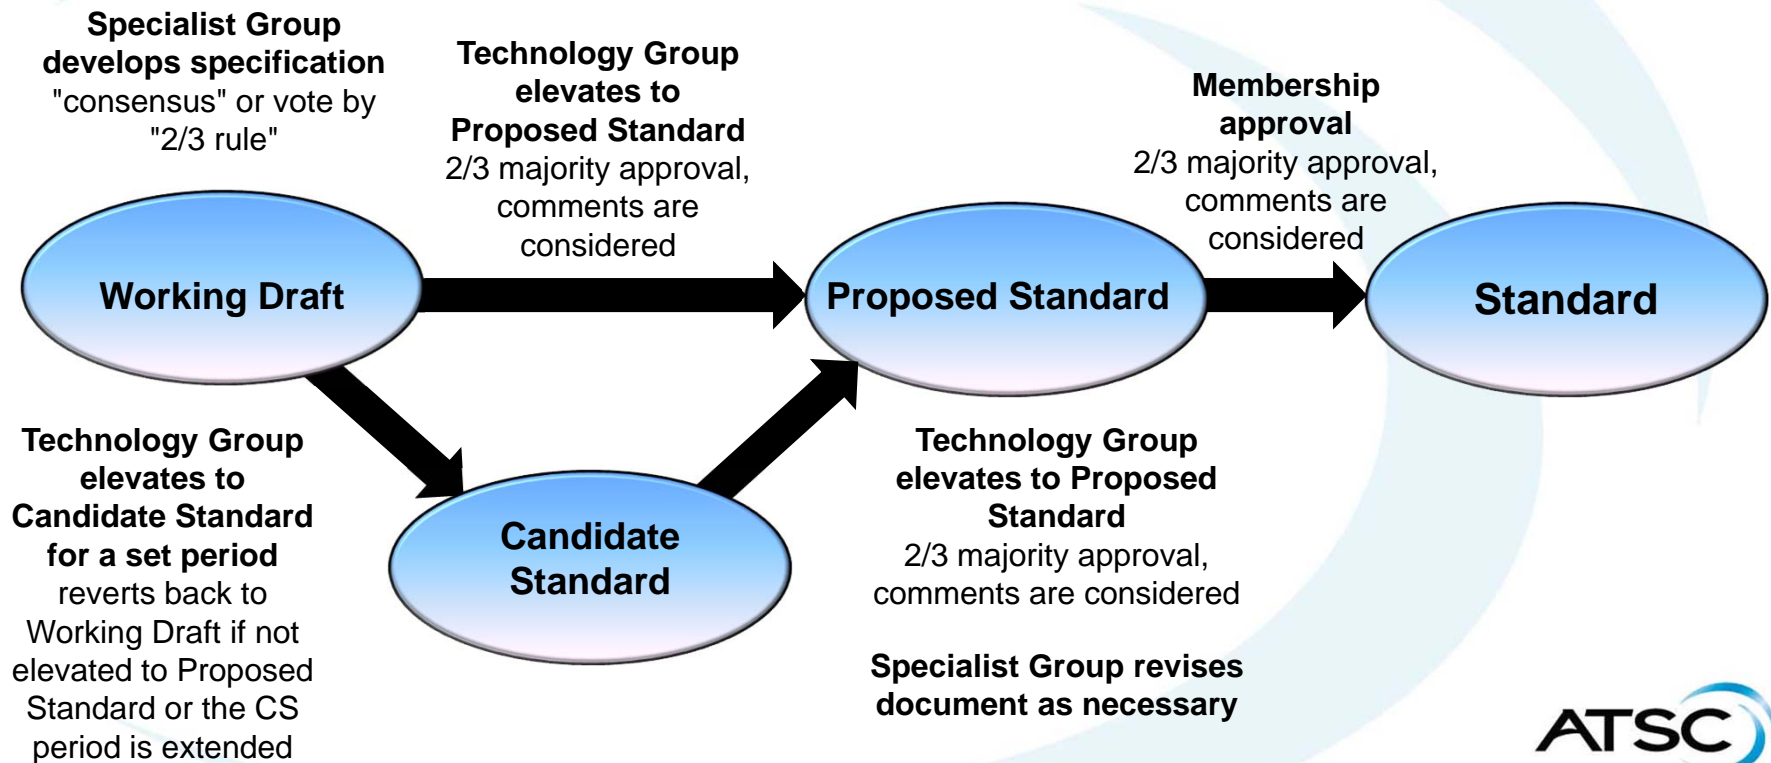 Specialist Group
develops specification
"consensus" or vote by
"2/3 rule"
Technology Group
elevates to
Proposed Standard
2/3 majority approval,
comments are
considered
Membership
approval
2/3 majority approval,
comments are
considered
Working Draft
Proposed Standard
Standard
Technology Group
elevates to
Candidate Standard
for a set period
reverts back to
Working Draft if not
elevated to Proposed
Standard or the CS
period is extended
Candidate
Standard
Technology Group
elevates to Proposed
Standard
2/3 majority approval,
comments are considered
Specialist Group revises
document as necessary
ATSC